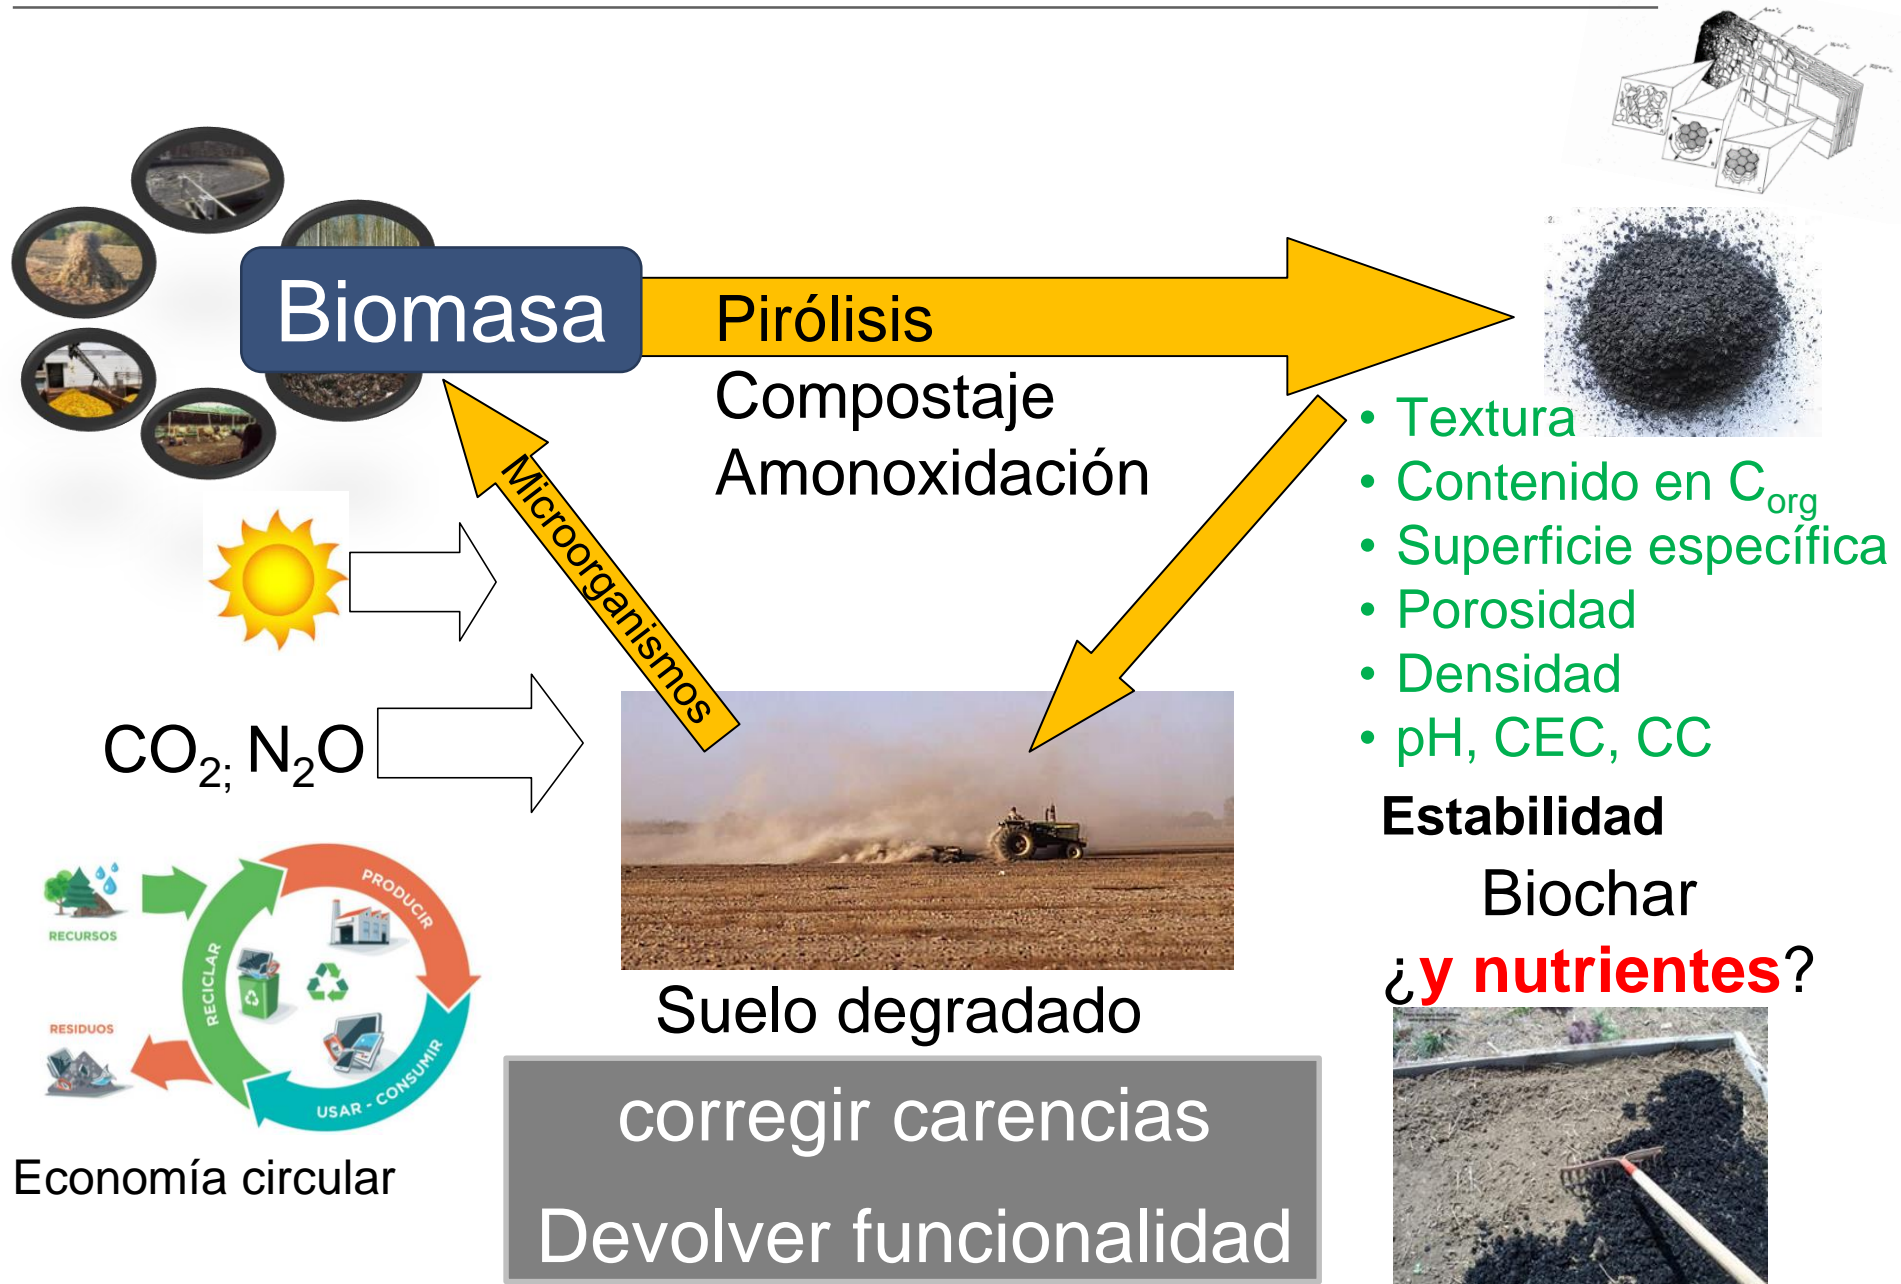 Biomasa
Pirólisis
Compostaje
Amonoxidación
Microorganismos
CO2; N2O
• Textura
• Contenido en Corg
• Superficie específica
• Porosidad
• Densidad
• pH, CEC, CC
Estabilidad
Biochar
¿y nutrientes?
Suelo degradado
corregir carencias
Devolver funcionalidad
RECURSOS
RESIDUOS
RECICLAR
PRODUCIR
USAR - CONSUMIR
Economía circular
2.